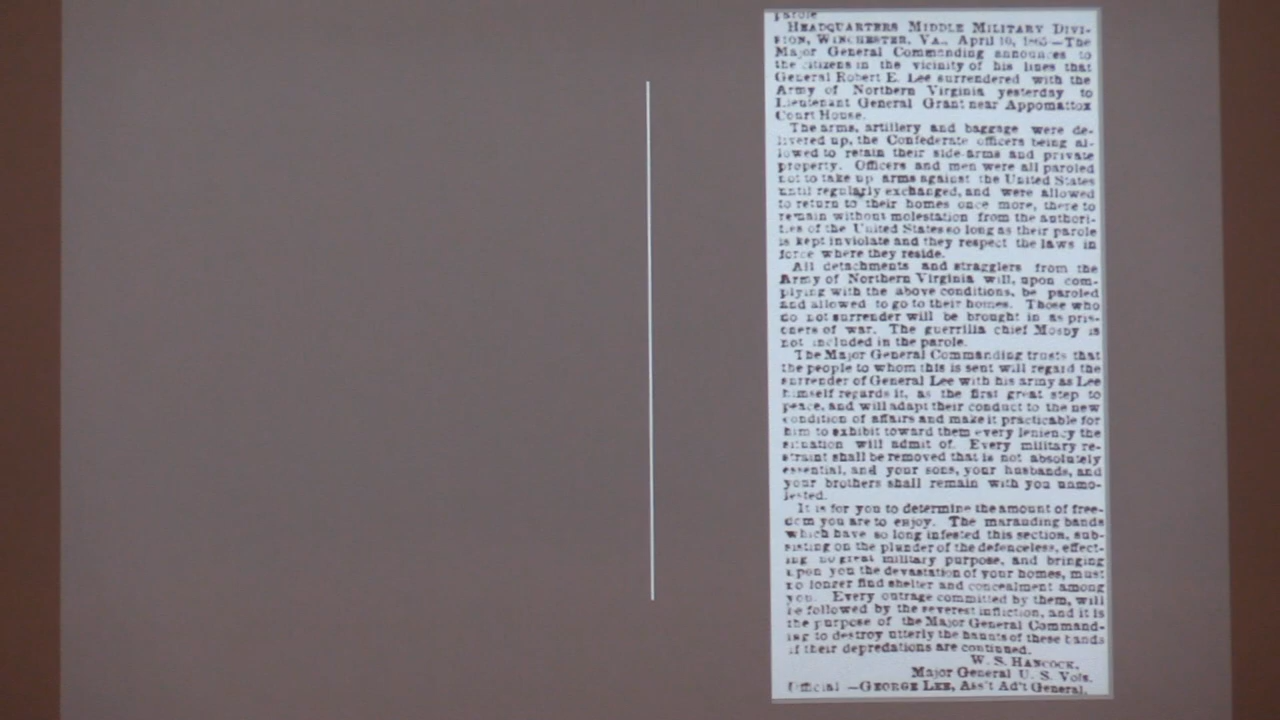 parole
HEADQUARTERS MIDDLE MILITARY DIVI-
SION, WINCHESTER, VA., April 10, 1865—The
Major General Commanding announces to
the citizens in the vicinity of his lines that
General Robert E. Lee surrendered with the
Army of Northern Virginia yesterday to
Lieutenant General Grant near Appomattox
Court House.
The arms, artillery and baggage were de-
livered up, the Confederate officers being al-
lowed to retain their side arms and private
property. Officers and men were all paroled
not to take up arms against the United States
until regularly exchanged, and were allowed
to return to their homes once more, there to
remain without molestation from the authori-
ties of the United States so long as their parole
is kept inviolate and they respect the laws in
force where they reside.
All detachments and stragglers from the
Army of Northern Virginia will, upon com-
plying with the above conditions, be paroled
and allowed to go to their homes. Those who
do not surrender will be brought in as pris-
oners of war. The guerrilla chief Mosby is
not included in the parole.
The Major General Commanding trusts that
the people to whom this is sent will regard the
surrender of General Lee with his army as Lee
himself regards it, as the first great step to
peace, and will adapt their conduct to the new
condition of affairs and make it practicable for
him to exhibit toward them every leniency the
situation will admit of. Every military re-
straint shall be removed that is not absolutely
essential, and your sons, your husbands, and
your brothers shall remain with you unmo-
lested.
It is for you to determine the amount of free-
dom you are to enjoy. The marauding bands
which have so long infested this section, sub-
sisting on the plunder of the defenceless, effect-
ing no great military purpose, and bringing
upon you the devastation of your homes, must
no longer find shelter and concealment among
you. Every outrage committed by them, will
be followed by the severest infliction, and it is
the purpose of the Major General Command-
ing to destroy utterly the haunts of these bands
if their depredations are continued.
W. S. HANCOCK,
Major General U. S. Vols.
Official —GEORGE LEE, Ass't Ad't General.